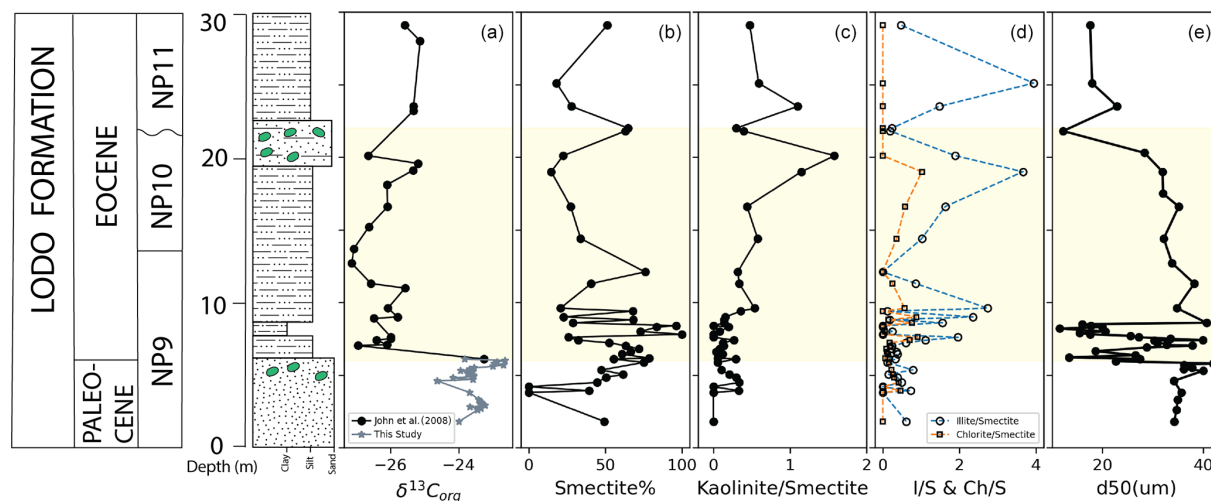 LODO FORMATION
EOCENE
PALEO-
CENE
NP11
NP10
NP9
30
20
10
0
Depth (m)
Clay
Silt
Sand
(a)
(b)
(c)
(d)
(e)
John et al. (2008)
This Study
Illite/Smectite
Chlorite/Smectite
−26 −24
0 50 100
0 1 2
0 2 4
20 40
δ¹³C_org
Smectite%
Kaolinite/Smectite
I/S & Ch/S
d50(um)